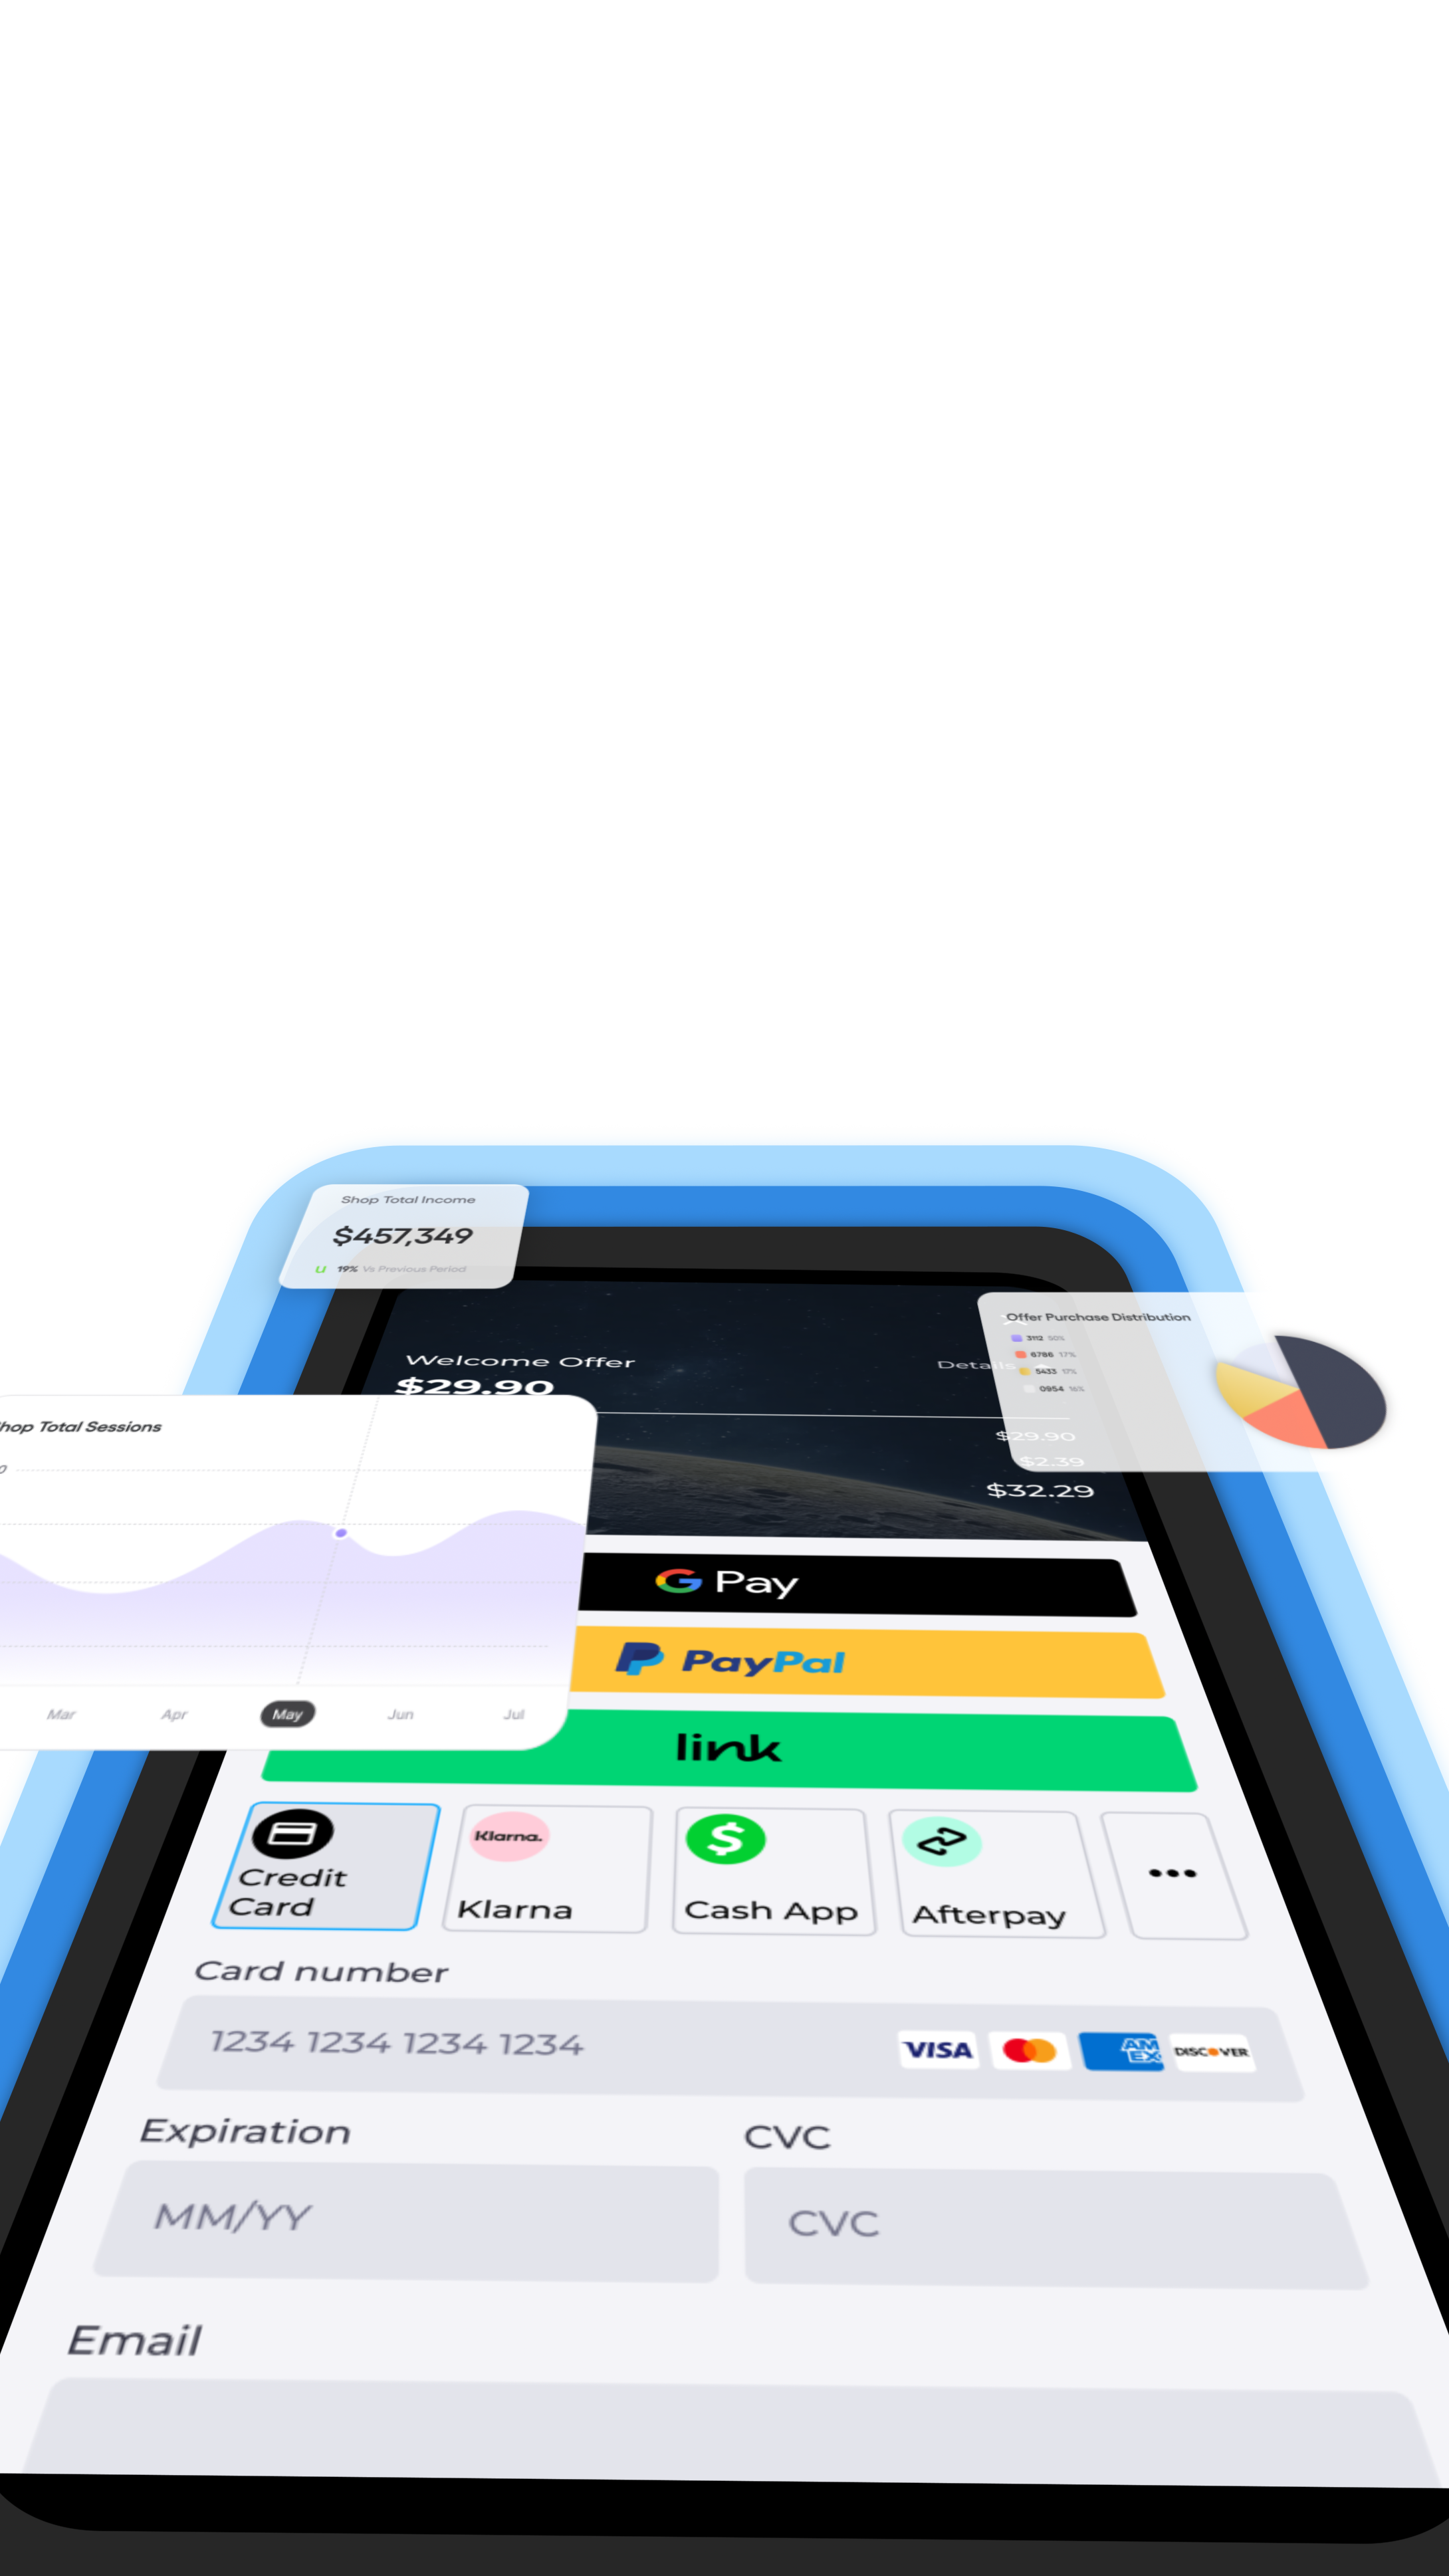 Shop Total Income
$457,349
19% Vs Previous Period
Offer Purchase Distribution
3112 50%
6786 17%
5433 17%
0954 16%
Welcome Offer
Details
$29.90
$29.90
$2.39
$32.29
hop Total Sessions
0
Mar Apr May Jun Jul
G Pay
PayPal
link
Credit
Card
Klarna.
Klarna
Cash App
Afterpay
Card number
1234 1234 1234 1234
VISA
AM
EX
DISCOVER
Expiration
CVC
MM/YY
CVC
Email